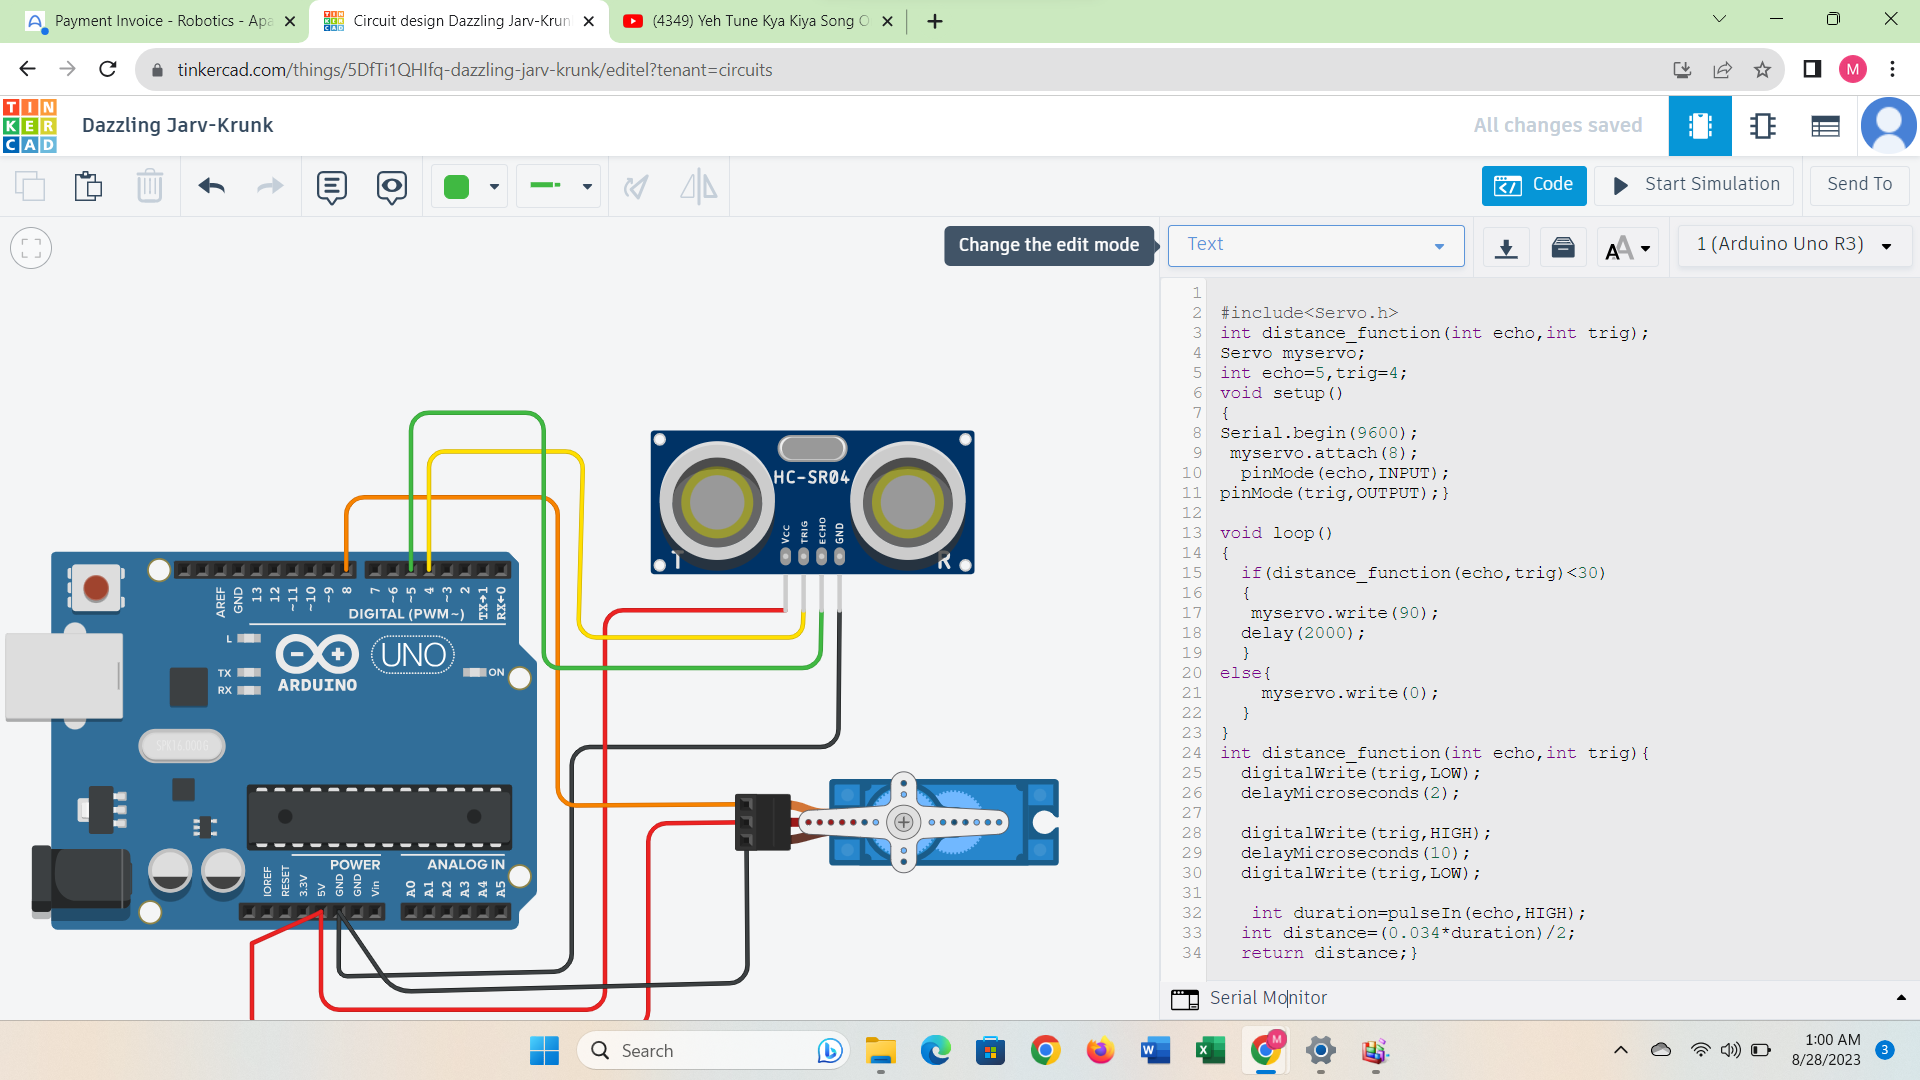 Payment Invoice - Robotics - Apa
Circuit design Dazzling Jarv-Krun
(4349) Yeh Tune Kya Kiya Song O
tinkercad.com/things/5DfTi1QHIfq-dazzling-jarv-krunk/editel?tenant=circuits
M
TIN
KER
CAD
Dazzling Jarv-Krunk
All changes saved
Code
Start Simulation
Send To
Change the edit mode
Text
1 (Arduino Uno R3)
1
2 #include<Servo.h>
3 int distance_function(int echo,int trig);
4 Servo myservo;
5 int echo=5,trig=4;
6 void setup()
7 {
8 Serial.begin(9600);
9 myservo.attach(8);
10 pinMode(echo,INPUT);
11 pinMode(trig,OUTPUT);}
12
13 void loop()
14 {
15 if(distance_function(echo,trig)<30)
16 {
17 myservo.write(90);
18 delay(2000);
19 }
20 else{
21 myservo.write(0);
22 }
23 }
24 int distance_function(int echo,int trig){
25 digitalWrite(trig,LOW);
26 delayMicroseconds(2);
27
28 digitalWrite(trig,HIGH);
29 delayMicroseconds(10);
30 digitalWrite(trig,LOW);
31
32 int duration=pulseIn(echo,HIGH);
33 int distance=(0.034*duration)/2;
34 return distance;}
Serial Monitor
HC-SR04
VCC
TRIG
ECHO
GND
T
R
AREF
GND
13
12
~11
~10
~9
8
7
~6
~5
4
~3
2
TX→1
RX←0
DIGITAL (PWM~)
L
TX
RX
ARDUINO
UNO
ON
SPK16.000G
POWER
ANALOG IN
IOREF
RESET
3.3V
5V
GND
GND
Vin
A0
A1
A2
A3
A4
A5
Search
M
1:00 AM
8/28/2023
3